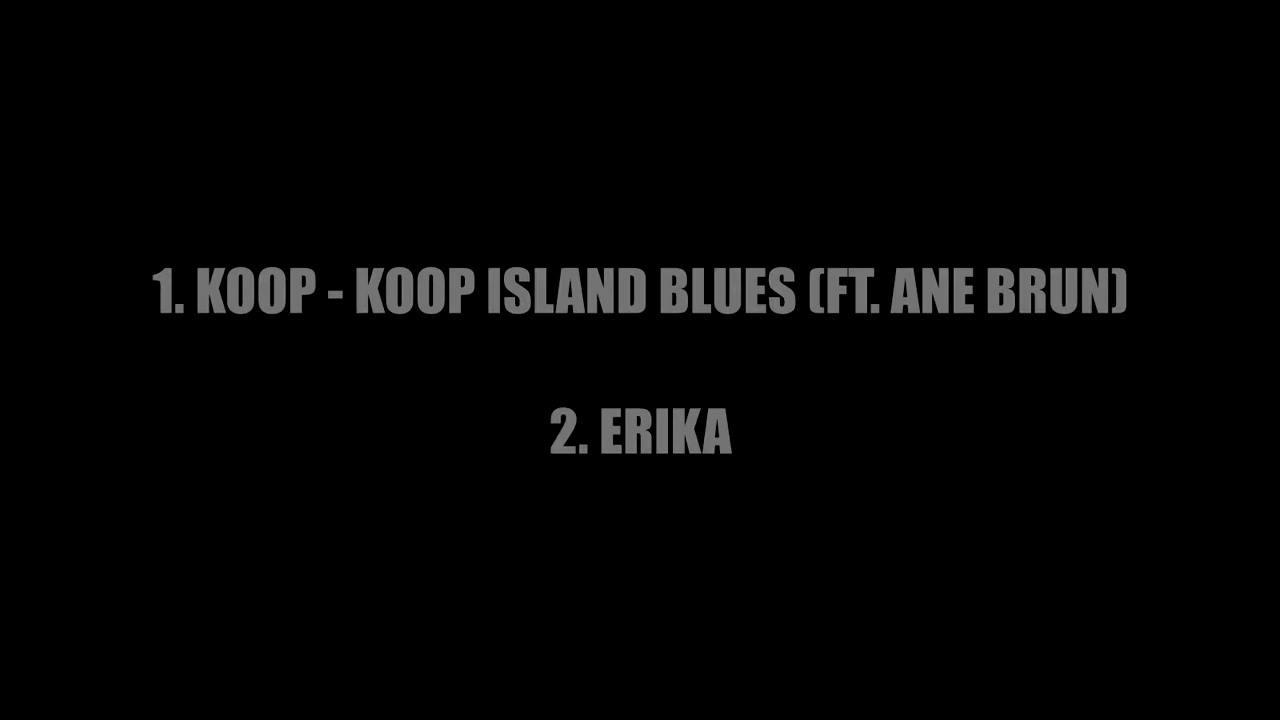 1. KOOP - KOOP ISLAND BLUES (FT. ANE BRUN)
2. ERIKA